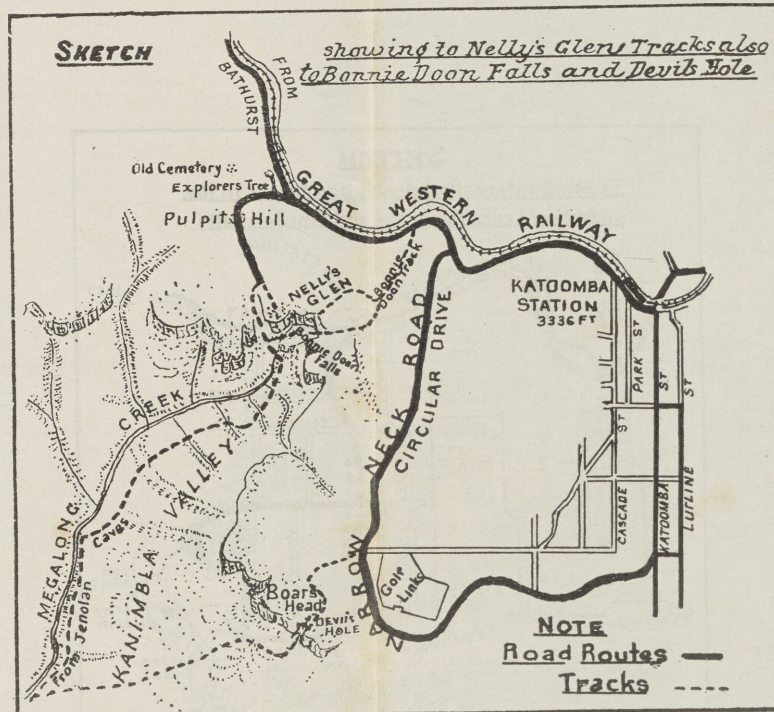 SKETCH
showing to Nelly's Glen Tracks also
to Bonnie Doon Falls and Devils Hole
FROM
BATHURST
Old Cemetery
Explorers Tree
Pulpit Hill
GREAT WESTERN RAILWAY
NELLY'S
GLEN
BONNIE
DOON TRACK
Bonnie Doon
Falls
KATOOMBA
STATION
3336 FT
PARK ST
KATOOMBA ST
LURLINE ST
CASCADE ST
NARROW NECK ROAD
CIRCULAR DRIVE
MEGALONG CREEK
KANIMBLA VALLEY
From Jenolan Caves
Boars
Head
DEVIL'S
HOLE
Golf
Links
NOTE
Road Routes
Tracks